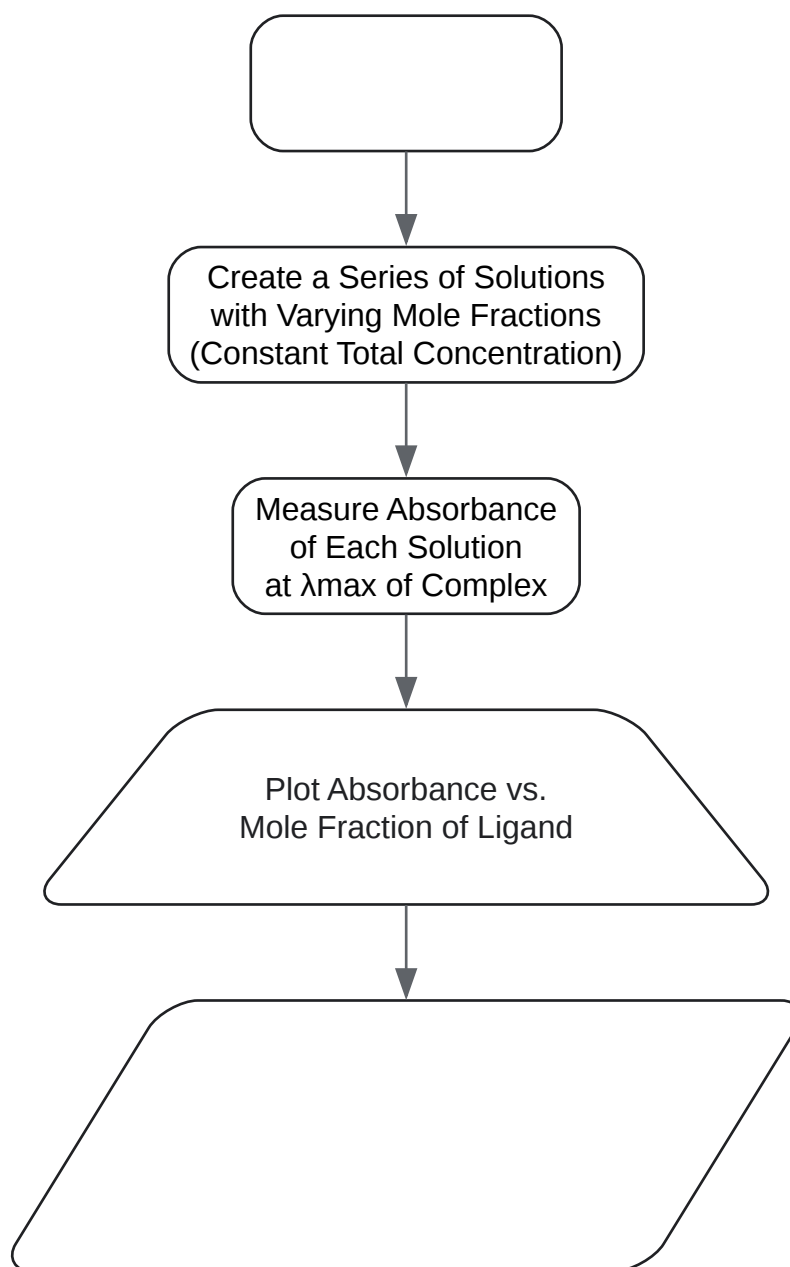 Create a Series of Solutions
with Varying Mole Fractions
(Constant Total Concentration)
Measure Absorbance
of Each Solution
at λmax of Complex
Plot Absorbance vs.
Mole Fraction of Ligand